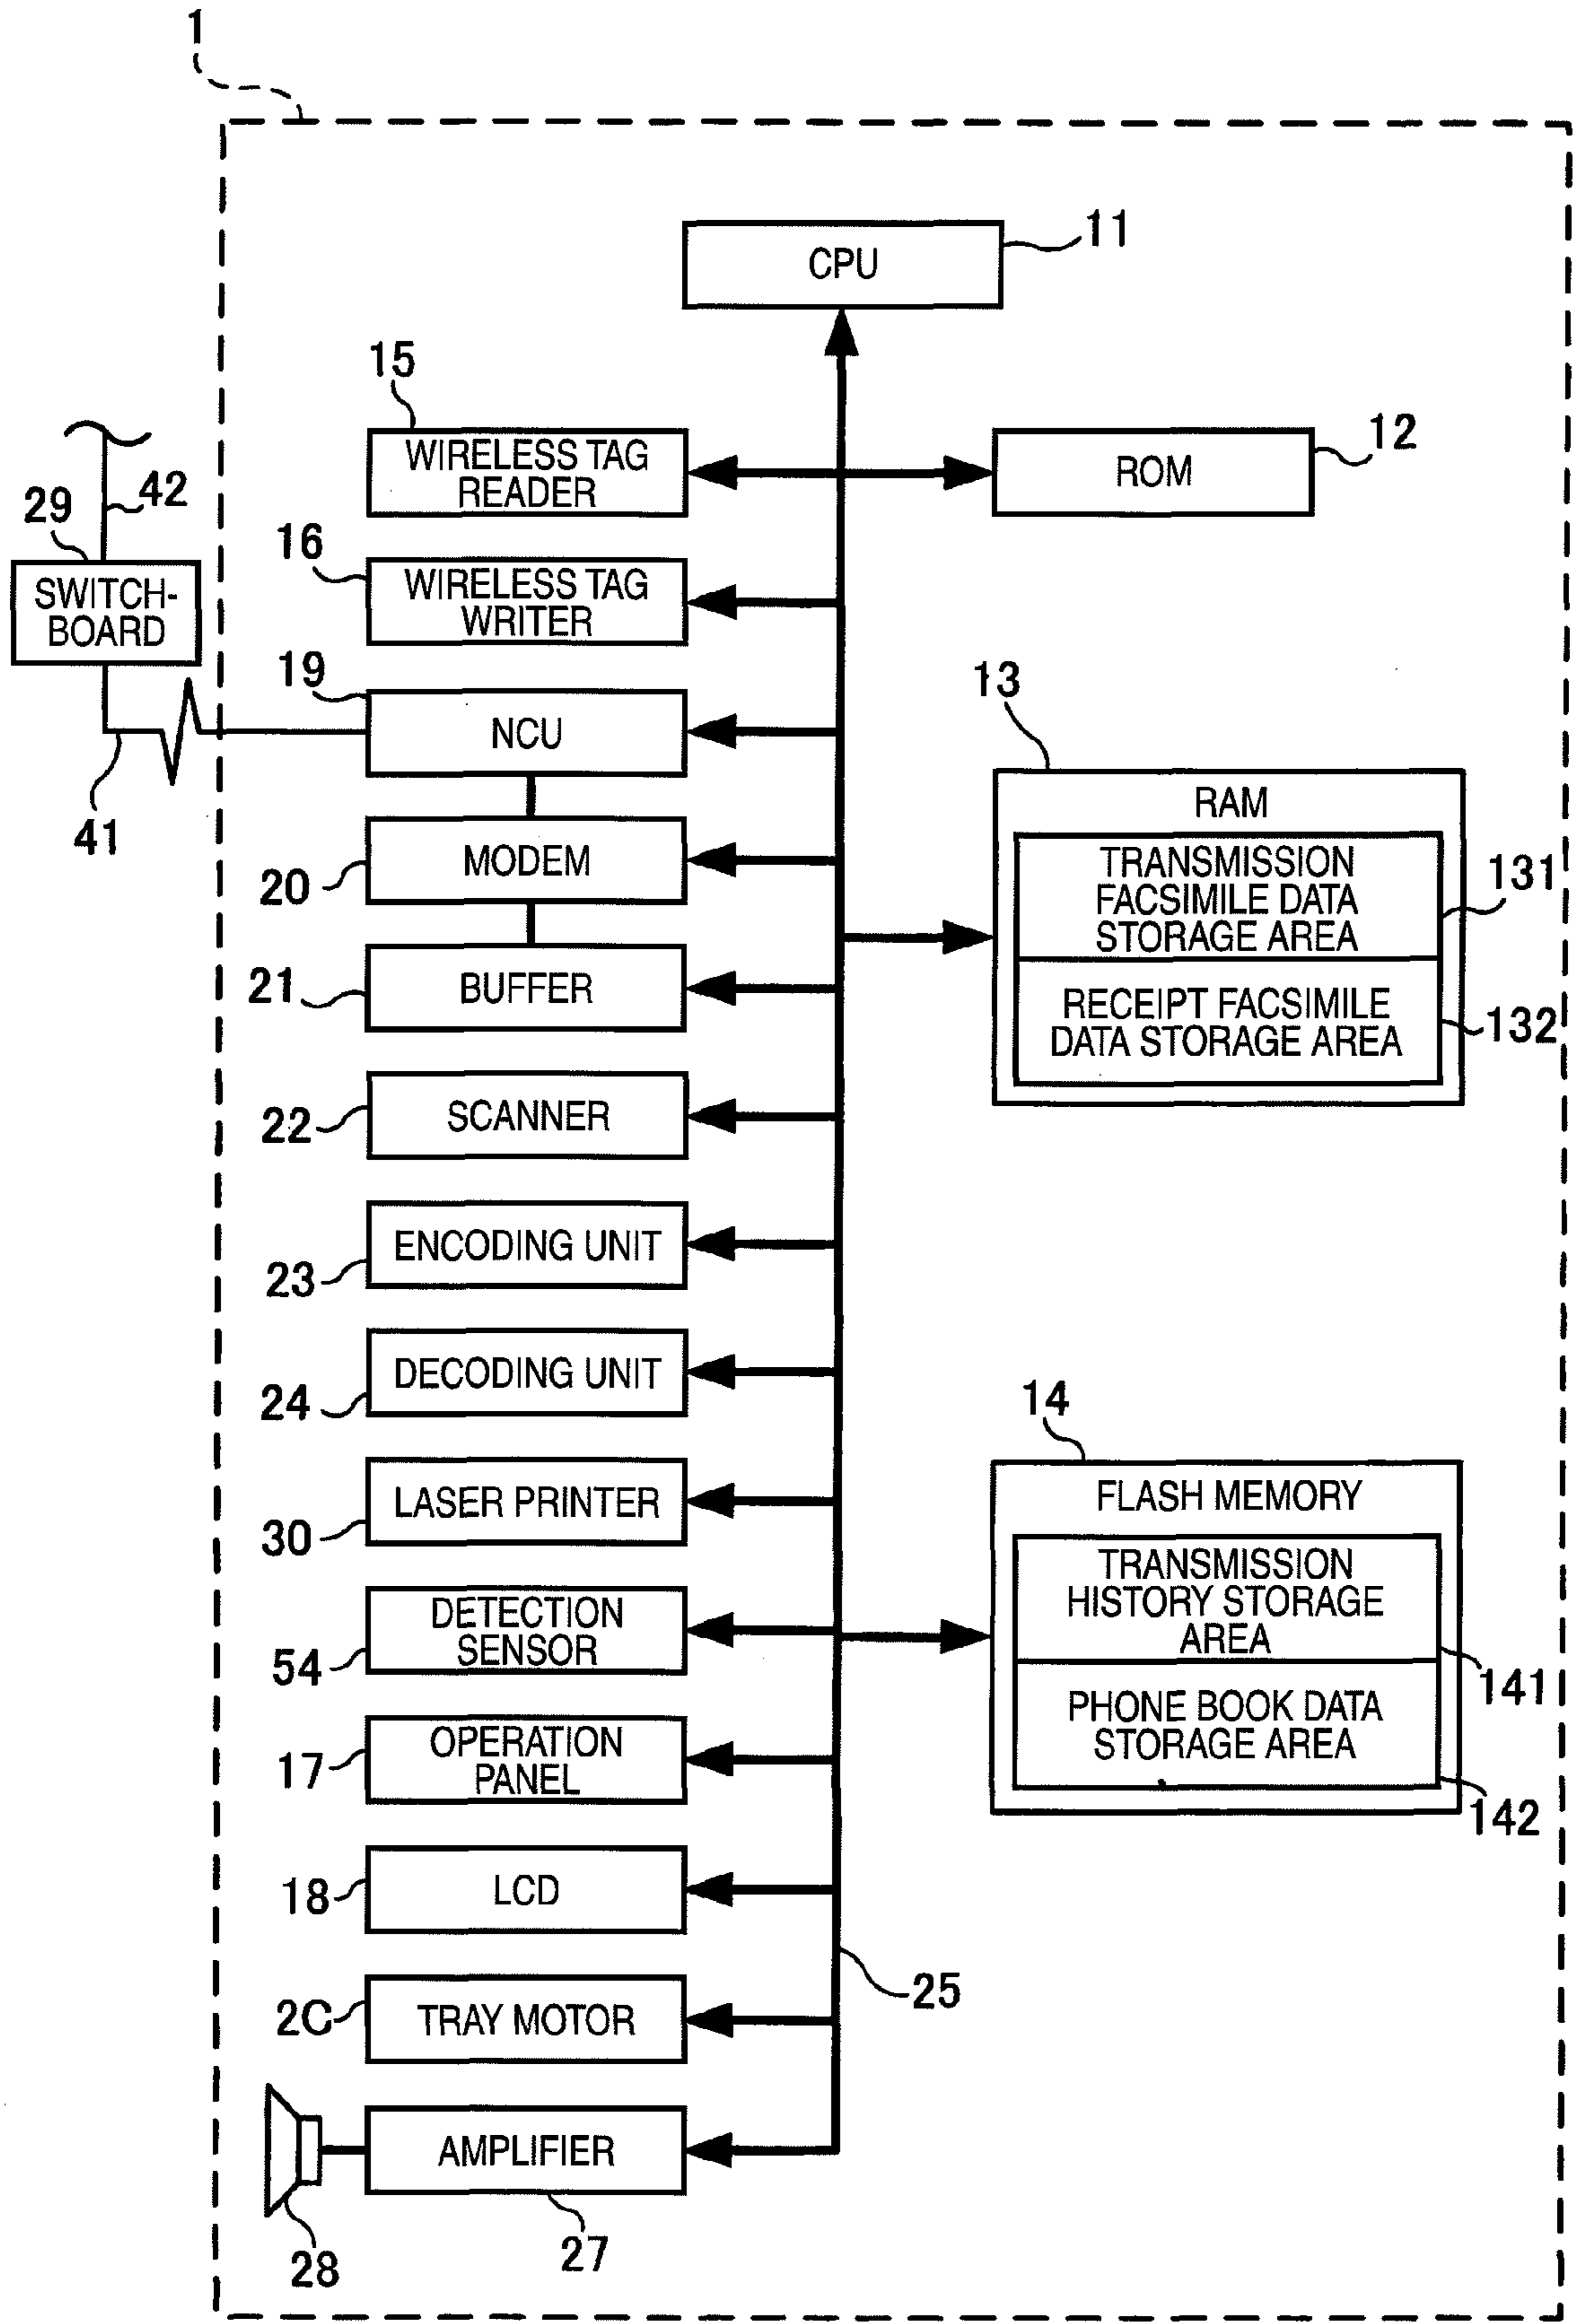 1
CPU
11
15
WIRELESS TAG
READER
ROM
12
42
29
SWITCH-
BOARD
41
16
WIRELESS TAG
WRITER
19
NCU
13
RAM
TRANSMISSION
FACSIMILE DATA
STORAGE AREA
131
RECEIPT FACSIMILE
DATA STORAGE AREA
132
20
MODEM
21
BUFFER
22
SCANNER
23
ENCODING UNIT
24
DECODING UNIT
14
FLASH MEMORY
TRANSMISSION
HISTORY STORAGE
AREA
141
PHONE BOOK DATA
STORAGE AREA
142
30
LASER PRINTER
54
DETECTION
SENSOR
17
OPERATION
PANEL
18
LCD
25
2C
TRAY MOTOR
AMPLIFIER
28
27